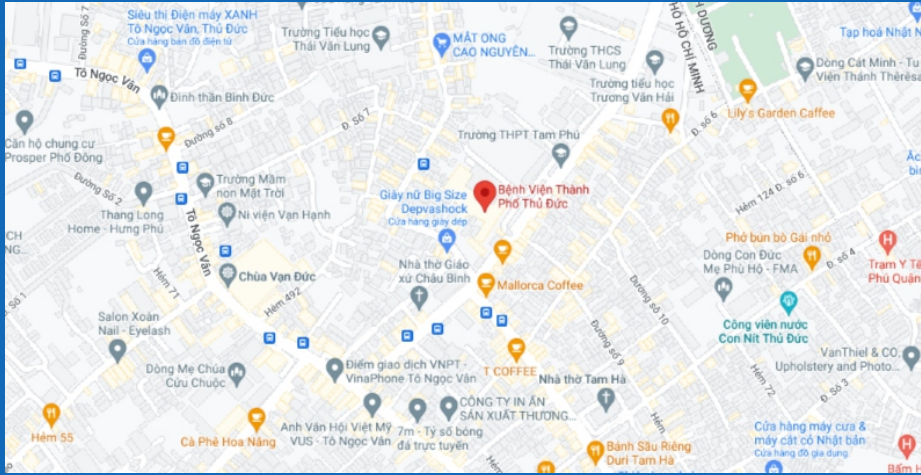 Siêu thị Điện máy XANH
Tô Ngọc Vân, Thủ Đức
Cửa hàng bán đồ điện tử
Đường Số 7
Trường Tiểu học
Thái Văn Lung
MẬT ONG
CAO NGUYÊN...
Trường THCS
Thái Văn Lung
HỒ CHÍ MINH
DƯƠNG
Tạp hoá Nhật N
Dòng Cát Minh - Tu
Viện Thánh Thérèsa
Tô Ngọc Vân
Đình thần Bình Đức
Trường tiểu học
Trương Văn Hải
Lily's Garden Caffee
Căn hộ chung cư
Prosper Phố Đông
Đường số 8
Đường Số 7
Trường THPT Tam Phú
Đ. số 6
Đường Số 2
Trường Mầm
non Mặt Trời
Giày nữ Big Size
Depvashock
Cửa hàng giày dép
Bệnh Viện Thành
Phố Thủ Đức
Hẻm 124 Đ. số 6
Thang Long
Home - Hưng Phú
Tô Ngọc Vân
Ni viện Vạn Hạnh
Phở bún bò Gái nhỏ
Đ. Số 4
Chùa Vạn Đức
Nhà thờ Giáo
xứ Châu Bình
Mallorca Coffee
Dòng Con Đức
Mẹ Phù Hộ - FMA
Trạm Y Tế
Phú Quận
Hẻm 71
Hẻm 492
Đường số 10
Công viên nước
Con Nít Thủ Đức
Salon Xoàn
Nail - Eyelash
Đường Số 9
VanThiel & CO,
Upholstery and Photo...
Dòng Mẹ Chúa
Cứu Chuộc
Điểm giao dịch VNPT -
VinaPhone Tô Ngọc Vân
T COFFEE
Nhà thờ Tam Hà
Hẻm 72
Đ. Số 3
Hẻm 55
Cà Phê Hoa Nắng
Anh Văn Hội Việt Mỹ
VUS - Tô Ngọc Vân
7m - Tỷ số bóng
đá trực tuyến
CÔNG TY IN ẤN
SẢN XUẤT THƯƠNG...
Bánh Sầu Riêng
Duri Tam Hà
Cửa hàng máy cưa &
máy cắt cỏ Nhật bản
Cửa hàng đồ gia dụng